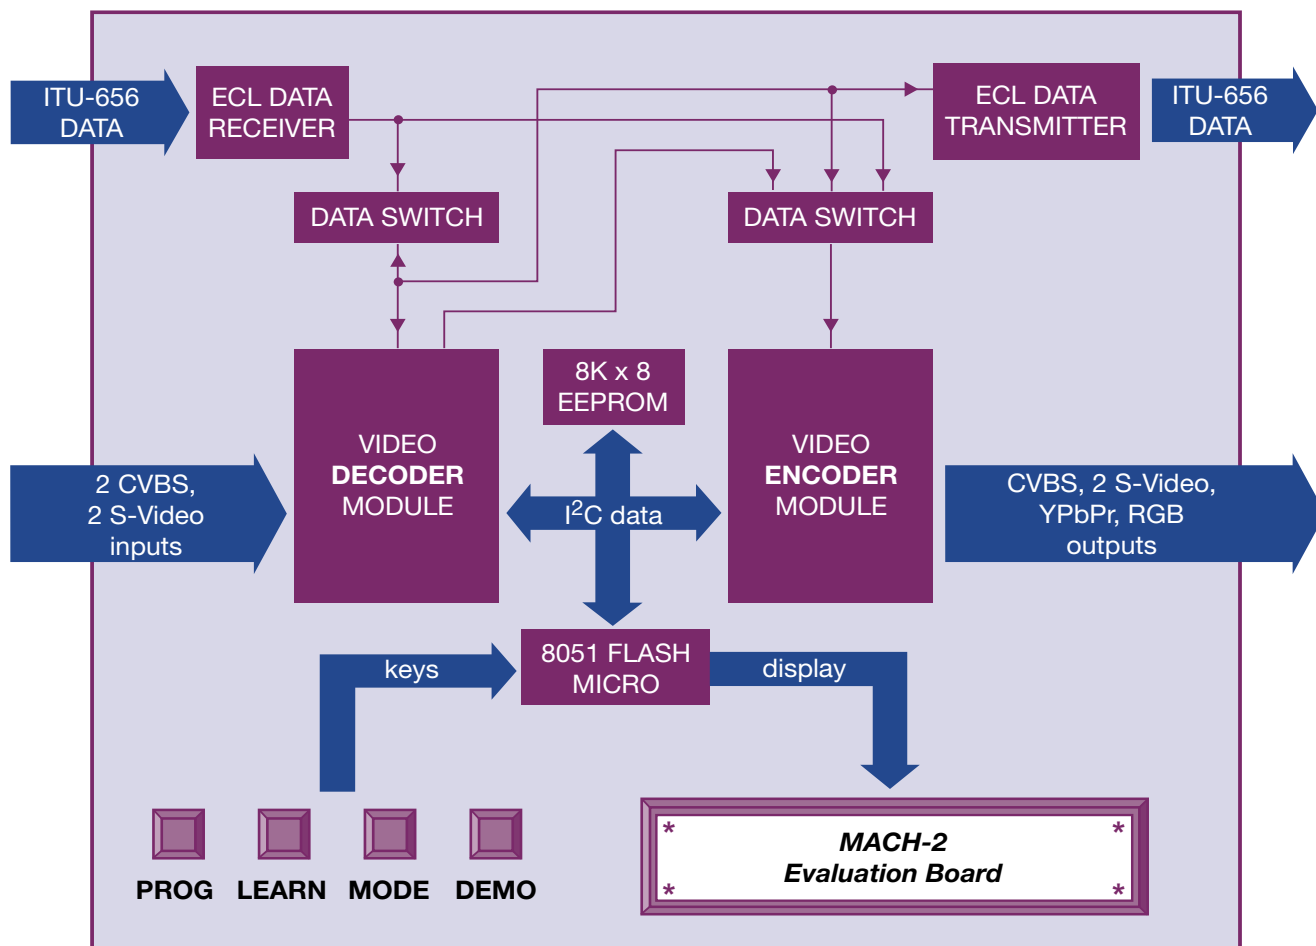 ITU-656
DATA
ECL DATA
RECEIVER
ECL DATA
TRANSMITTER
ITU-656
DATA
DATA SWITCH
DATA SWITCH
VIDEO
DECODER
MODULE
8K x 8
EEPROM
VIDEO
ENCODER
MODULE
2 CVBS,
2 S-Video
inputs
I²C data
CVBS, 2 S-Video,
YPbPr, RGB
outputs
keys
8051 FLASH
MICRO
display
PROG
LEARN
MODE
DEMO
* *
MACH-2
Evaluation Board
* *